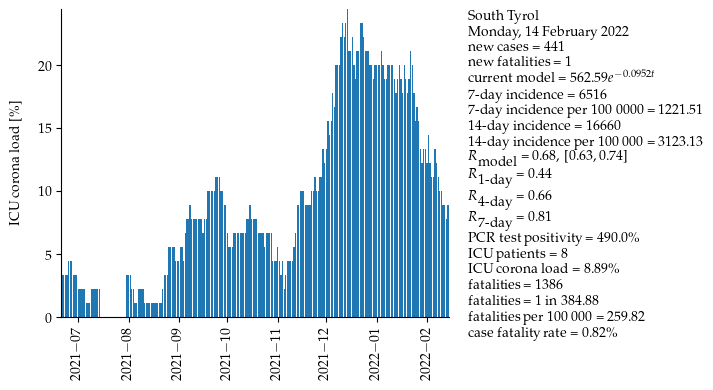 South Tyrol
Monday, 14 February 2022
new cases = 441
new fatalities = 1
current model = 562.59e^{−0.0952t}
7-day incidence = 6516
7-day incidence per 100 0000 = 1221.51
14-day incidence = 16660
14-day incidence per 100 000 = 3123.13
R_model = 0.68, [0.63, 0.74]
R_1-day = 0.44
R_4-day = 0.66
R_7-day = 0.81
PCR test positivity = 490.0%
ICU patients = 8
ICU corona load = 8.89%
fatalities = 1386
fatalities = 1 in 384.88
fatalities per 100 000 = 259.82
case fatality rate = 0.82%
ICU corona load [%]
20
15
10
5
0
2021−07
2021−08
2021−09
2021−10
2021−11
2021−12
2022−01
2022−02